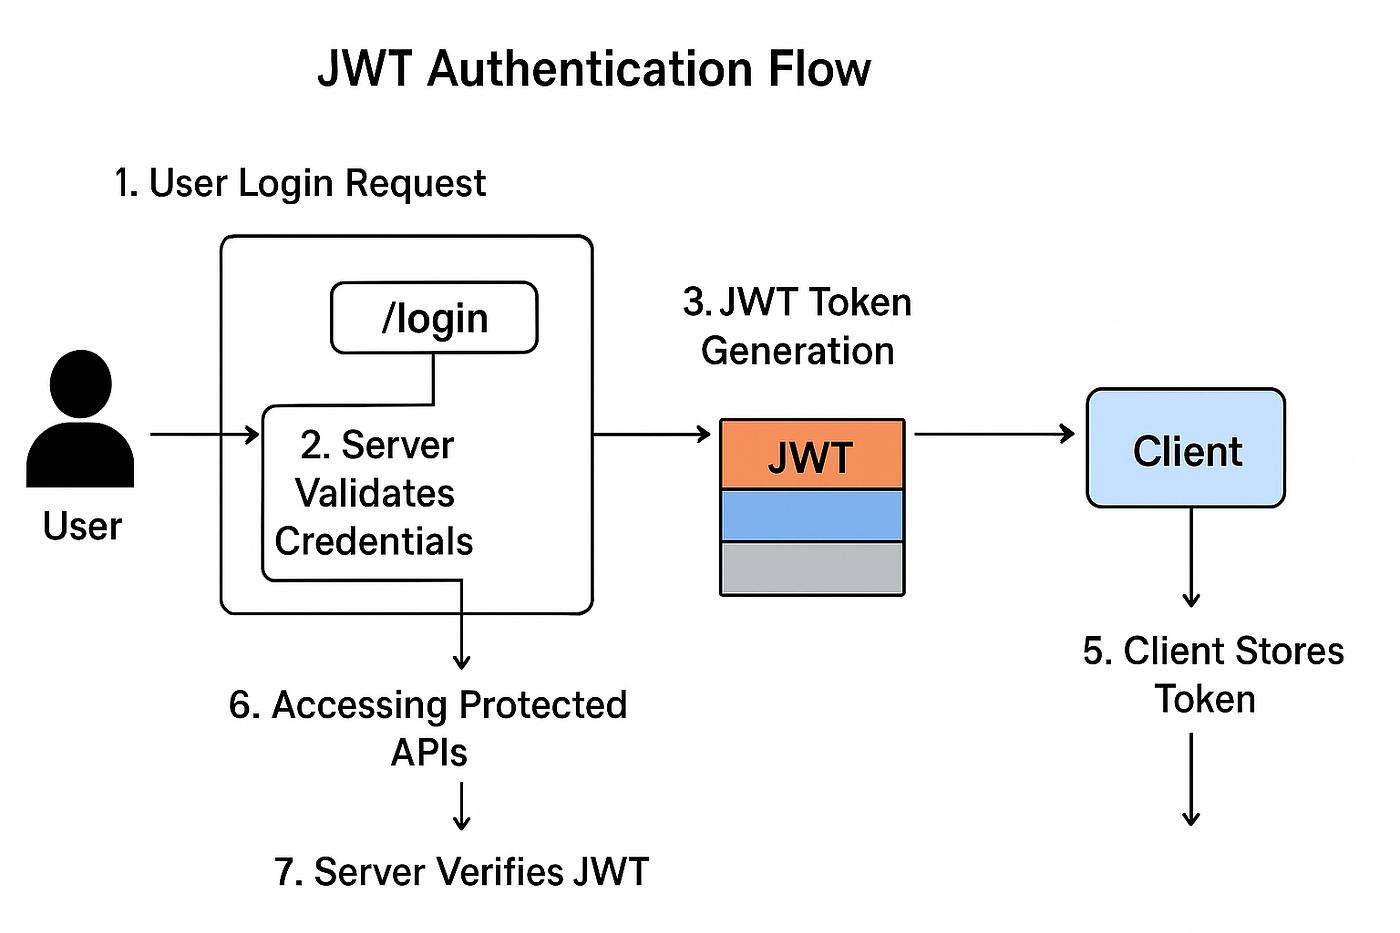 JWT Authentication Flow
1. User Login Request
/login
2. Server
Validates
Credentials
User
3. JWT Token
Generation
JWT
Client
5. Client Stores
Token
6. Accessing Protected
APIs
7. Server Verifies JWT